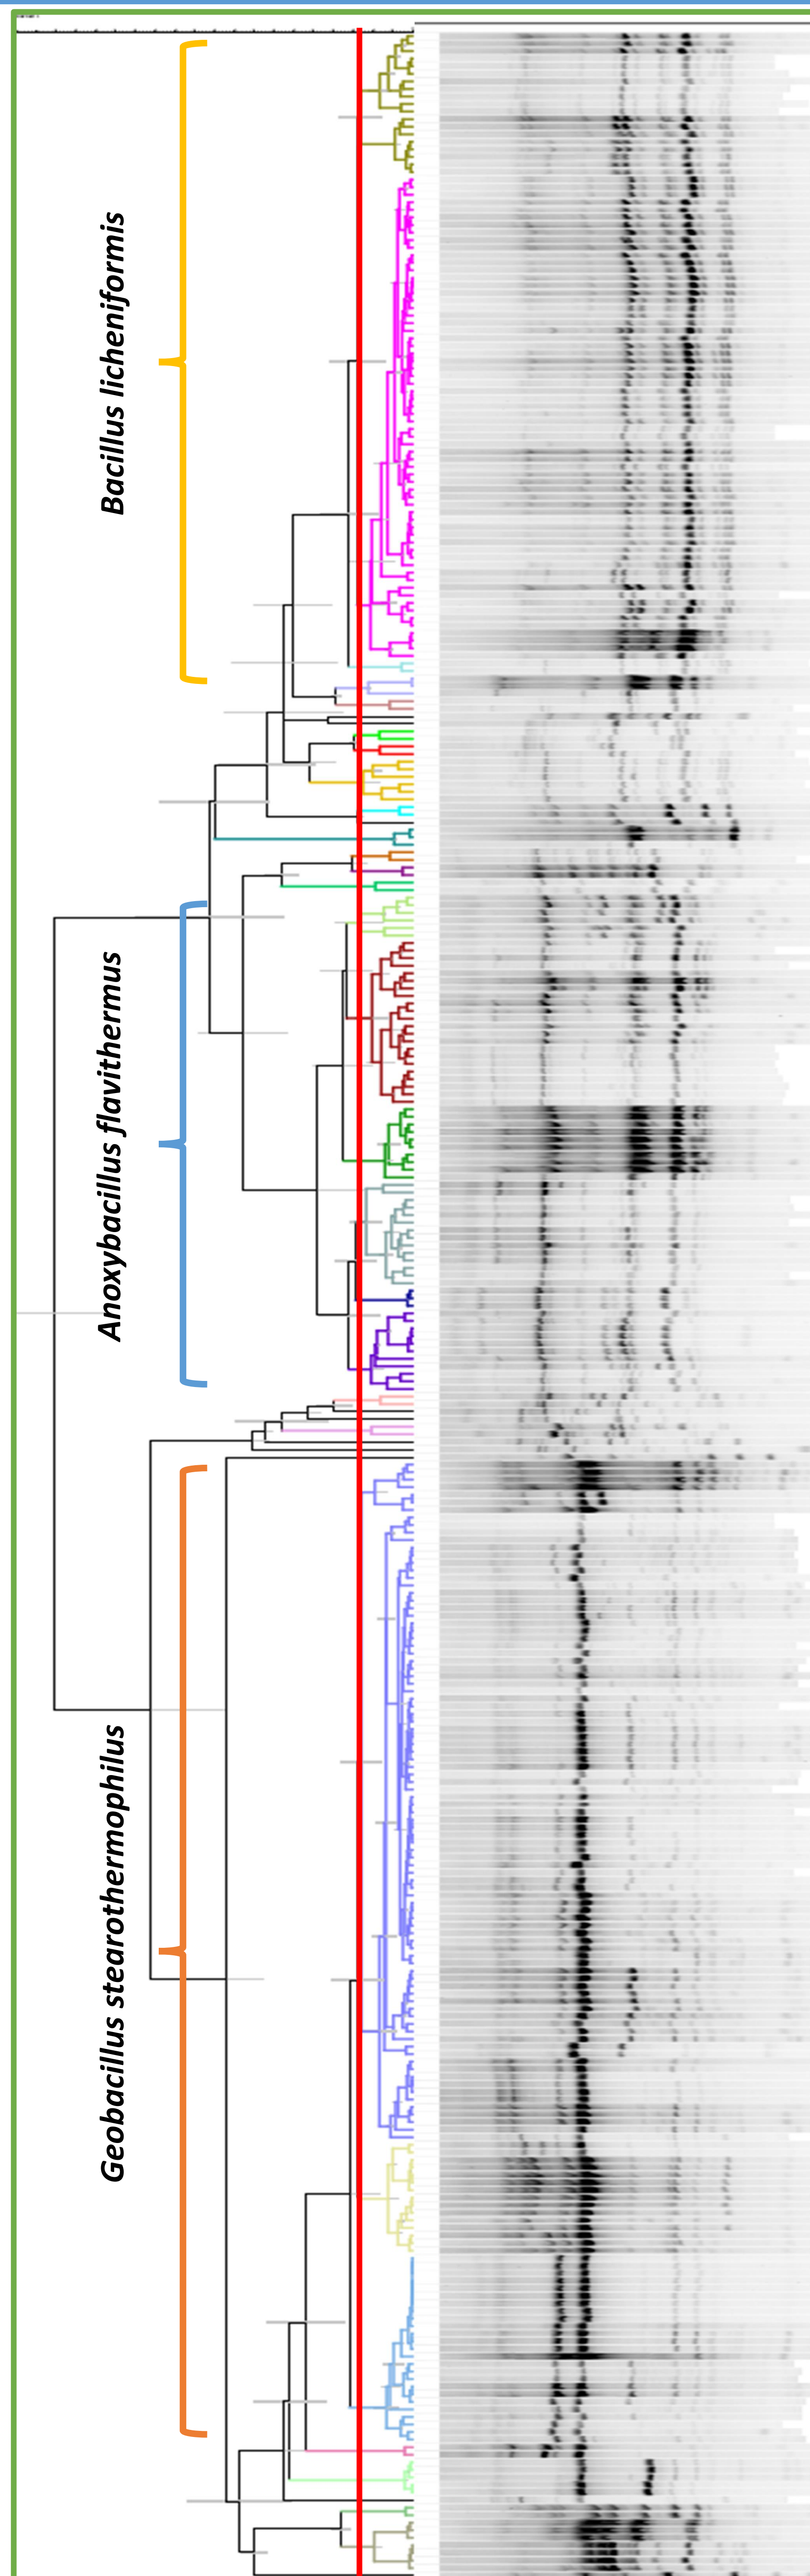 Bacillus licheniformis
Anoxybacillus flavithermus
Geobacillus stearothermophilus